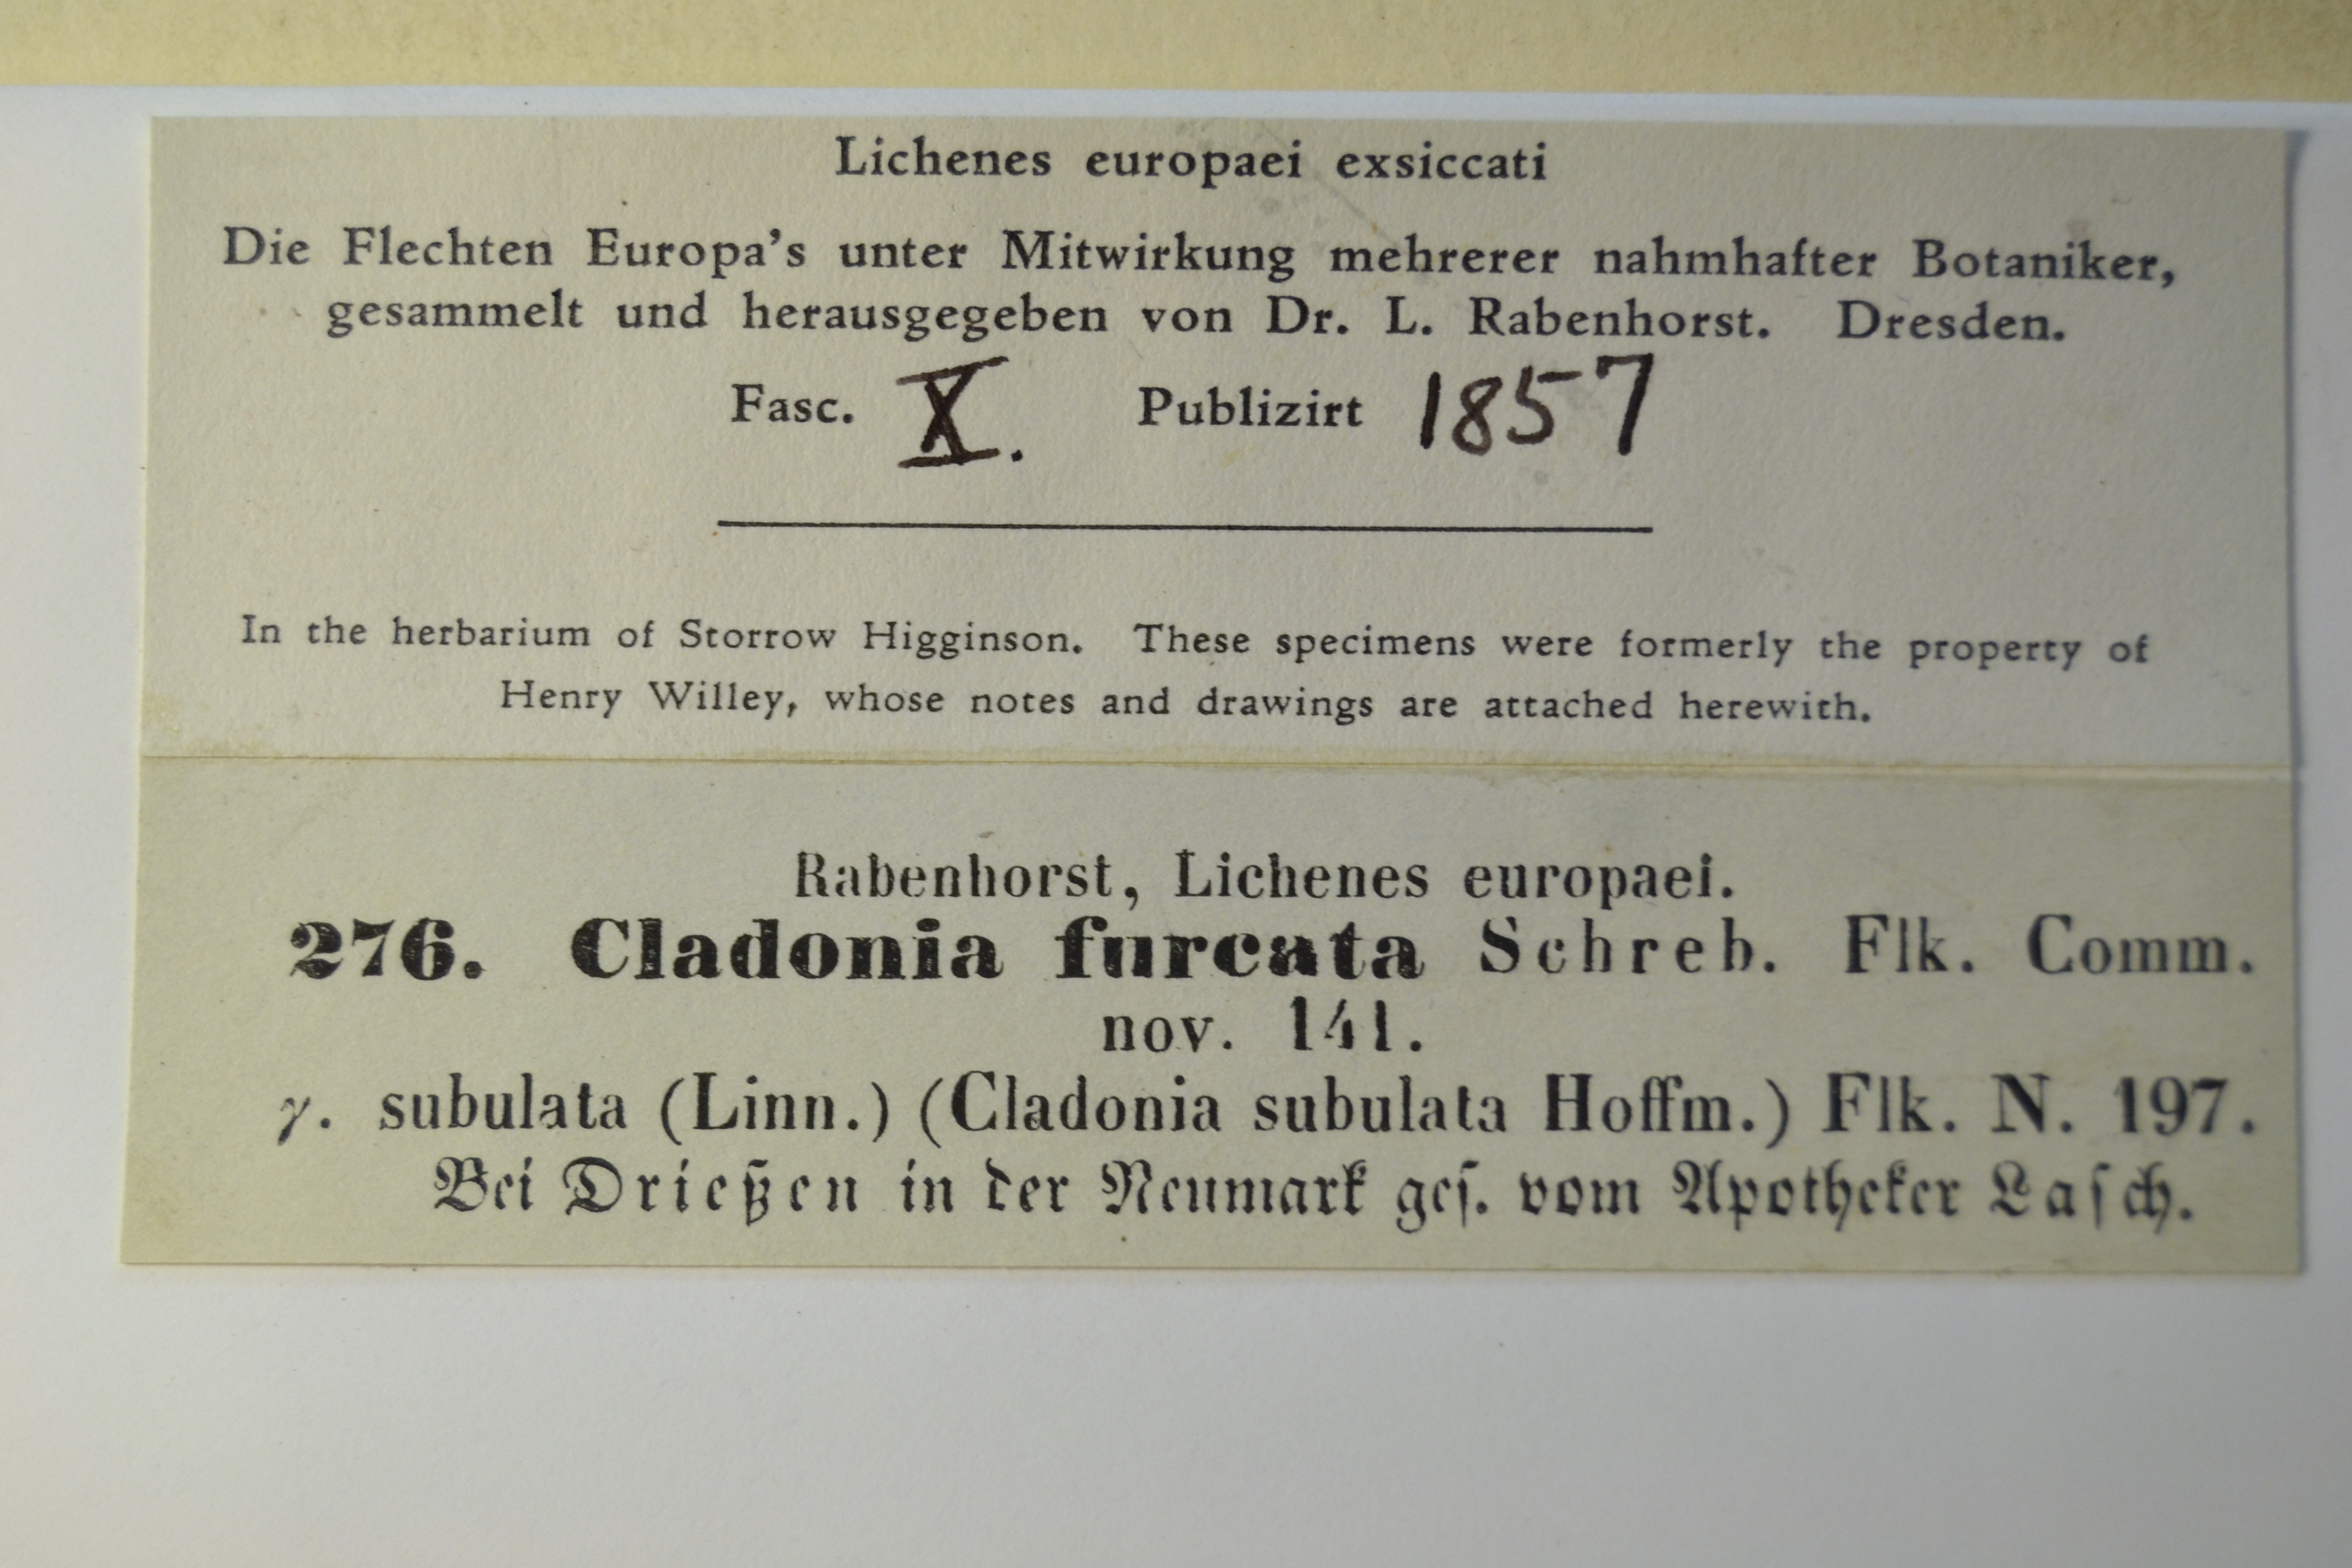 Lichenes europaei exsiccati
Die Flechten Europa's unter Mitwirkung mehrerer nahmhafter Botaniker,
gesammelt und herausgegeben von Dr. L. Rabenhorst. Dresden.
Fasc. X. Publizirt 1857
In the herbarium of Storrow Higginson. These specimens were formerly the property of
Henry Willey, whose notes and drawings are attached herewith.
Rabenhorst, Lichenes europaei.
276. Cladonia furcata Schreb. Flk. Comm.
nov. 141.
γ. subulata (Linn.) (Cladonia subulata Hoffm.) Flk. N. 197.
Bei Drießen in der Neumark geſ. vom Apotheker Laſch.